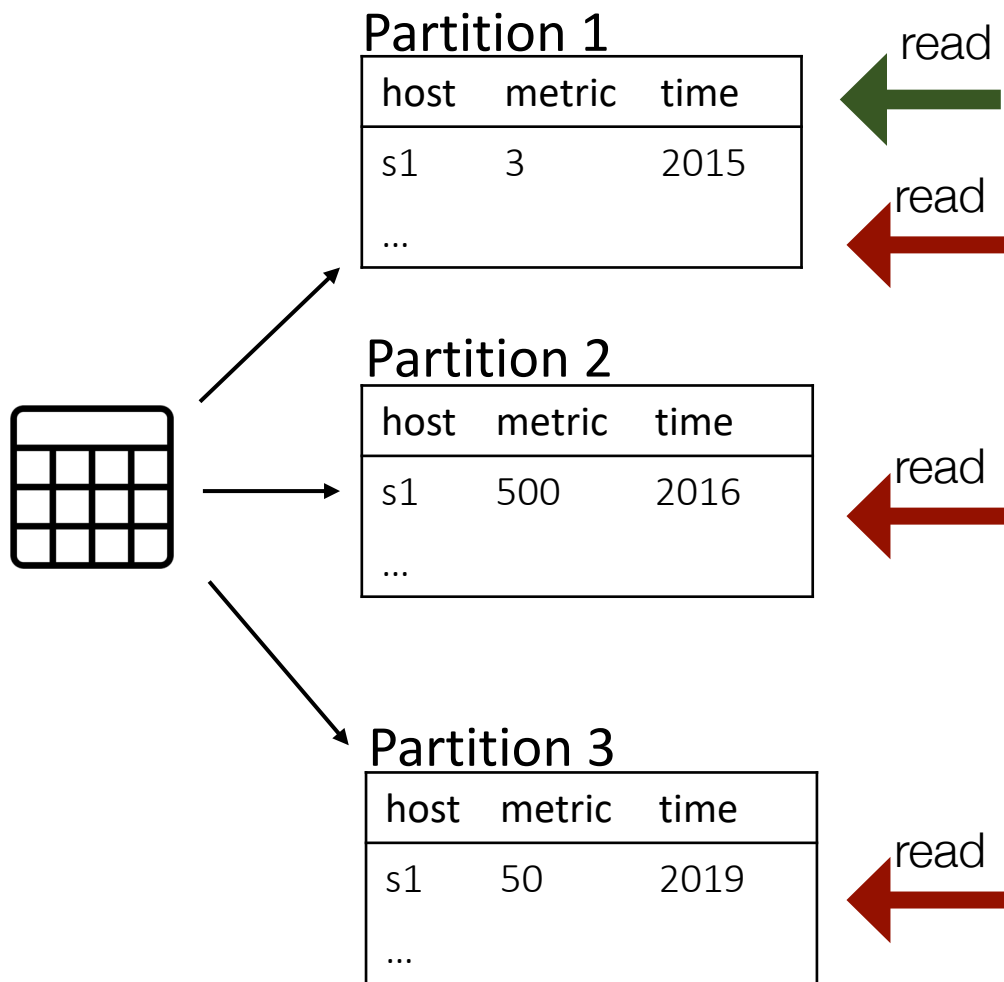 Partition 1
read
host metric time
s1 3 2015
read
...
Partition 2
host metric time
read
s1 500 2016
...
Partition 3
host metric time
read
s1 50 2019
...